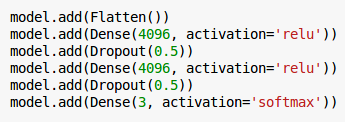 model.add(Flatten())
model.add(Dense(4096, activation='relu'))
model.add(Dropout(0.5))
model.add(Dense(4096, activation='relu'))
model.add(Dropout(0.5))
model.add(Dense(3, activation='softmax'))